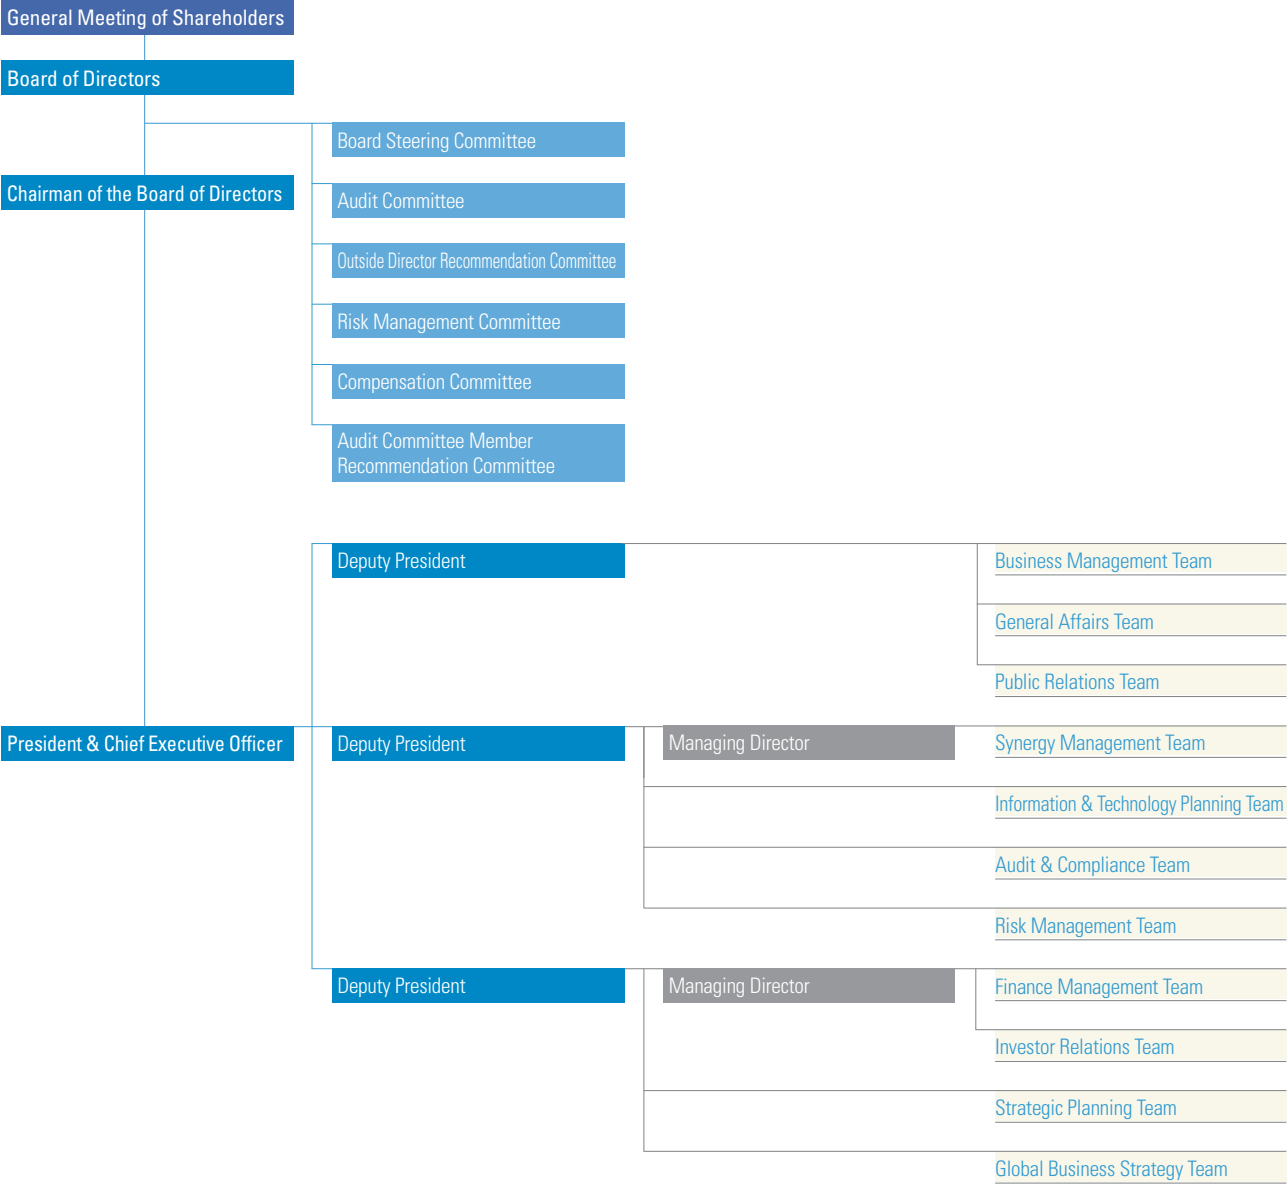 General Meeting of Shareholders
Board of Directors
Board Steering Committee
Chairman of the Board of Directors
Audit Committee
Outside Director Recommendation Committee
Risk Management Committee
Compensation Committee
Audit Committee Member
Recommendation Committee
Deputy President
Business Management Team
General Affairs Team
Public Relations Team
President & Chief Executive Officer
Deputy President
Managing Director
Synergy Management Team
Information & Technology Planning Team
Audit & Compliance Team
Risk Management Team
Deputy President
Managing Director
Finance Management Team
Investor Relations Team
Strategic Planning Team
Global Business Strategy Team